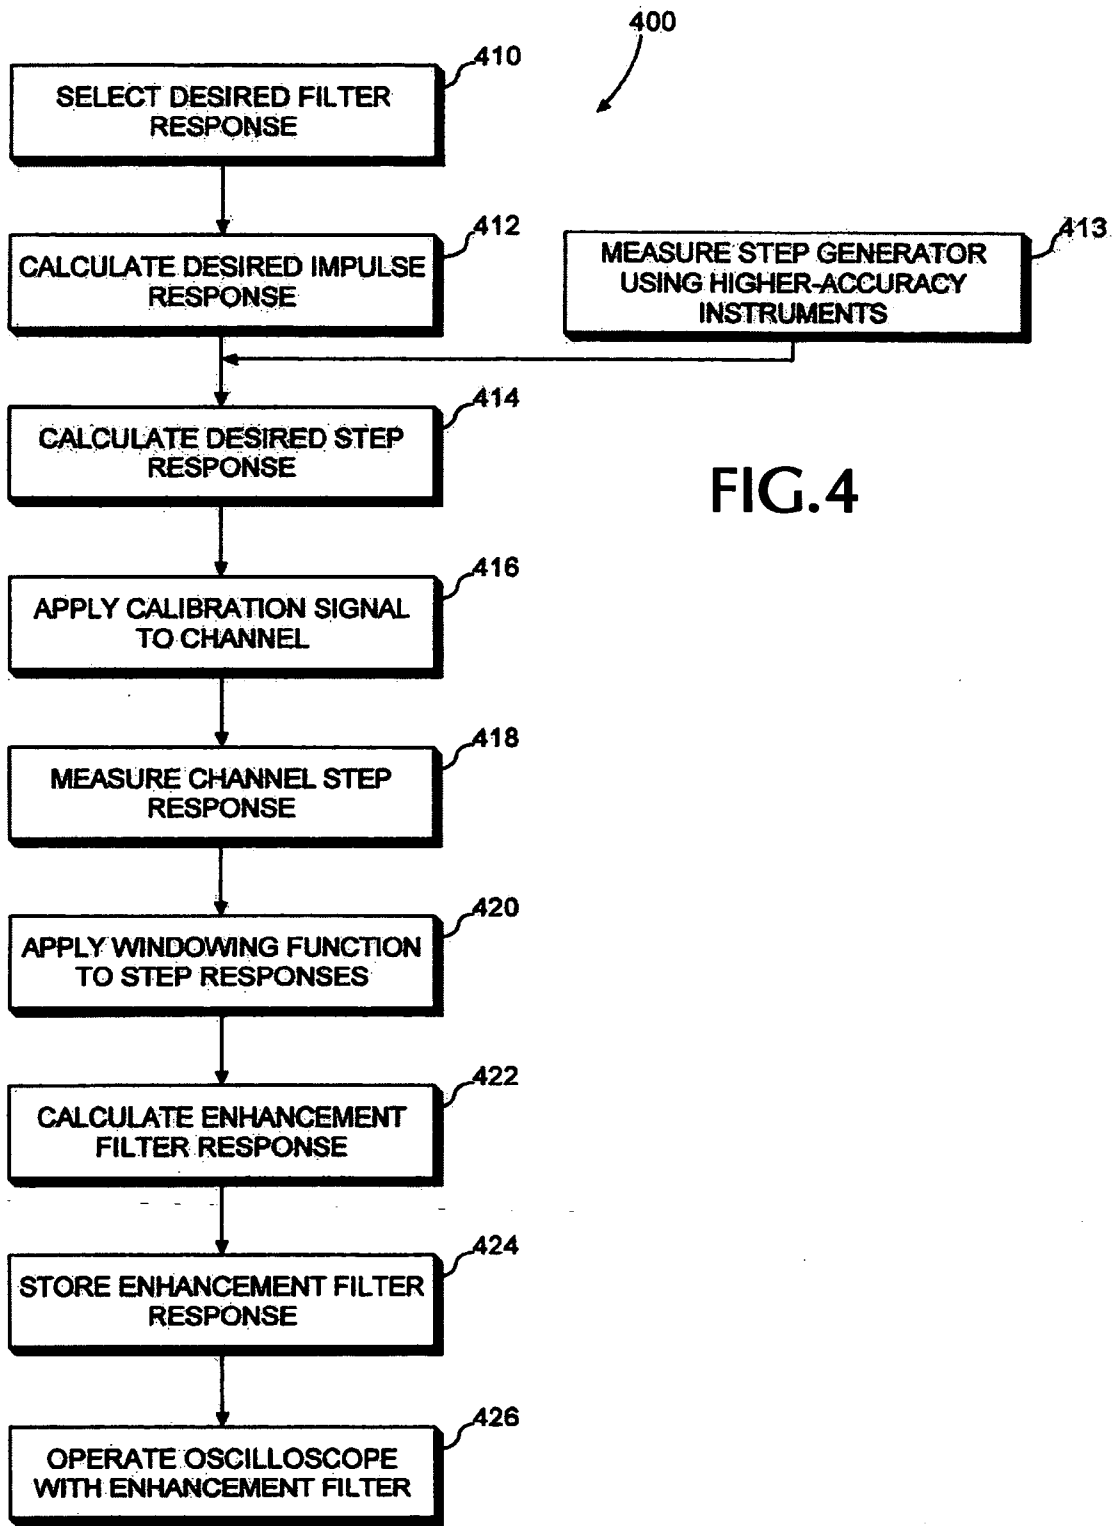 400
410
SELECT DESIRED FILTER
RESPONSE
412
CALCULATE DESIRED IMPULSE
RESPONSE
413
MEASURE STEP GENERATOR
USING HIGHER-ACCURACY
INSTRUMENTS
414
CALCULATE DESIRED STEP
RESPONSE
FIG.4
416
APPLY CALIBRATION SIGNAL
TO CHANNEL
418
MEASURE CHANNEL STEP
RESPONSE
420
APPLY WINDOWING FUNCTION
TO STEP RESPONSES
422
CALCULATE ENHANCEMENT
FILTER RESPONSE
424
STORE ENHANCEMENT FILTER
RESPONSE
426
OPERATE OSCILLOSCOPE
WITH ENHANCEMENT FILTER